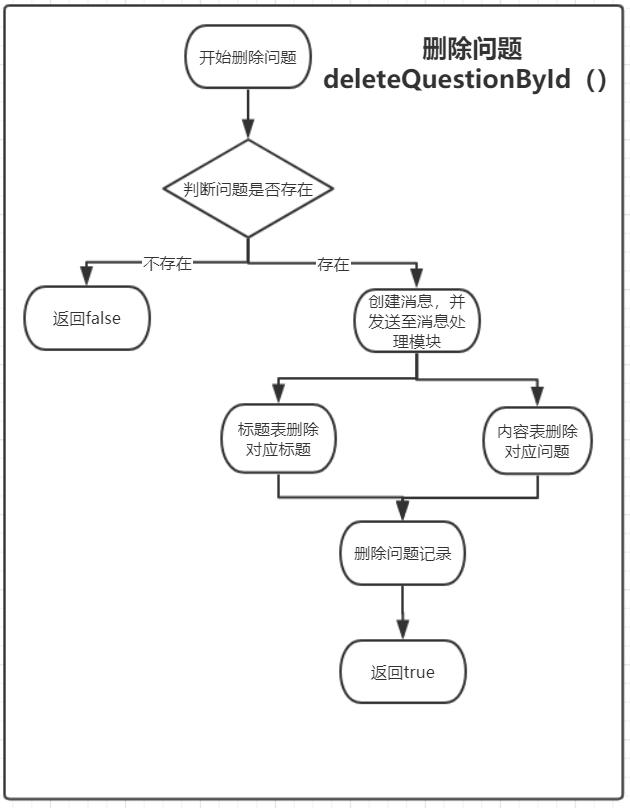 删除问题
deleteQuestionById（）
开始删除问题
判断问题是否存在
不存在
存在
返回false
创建消息，并
发送至消息处
理模块
标题表删除
对应标题
内容表删除
对应问题
删除问题记录
返回true